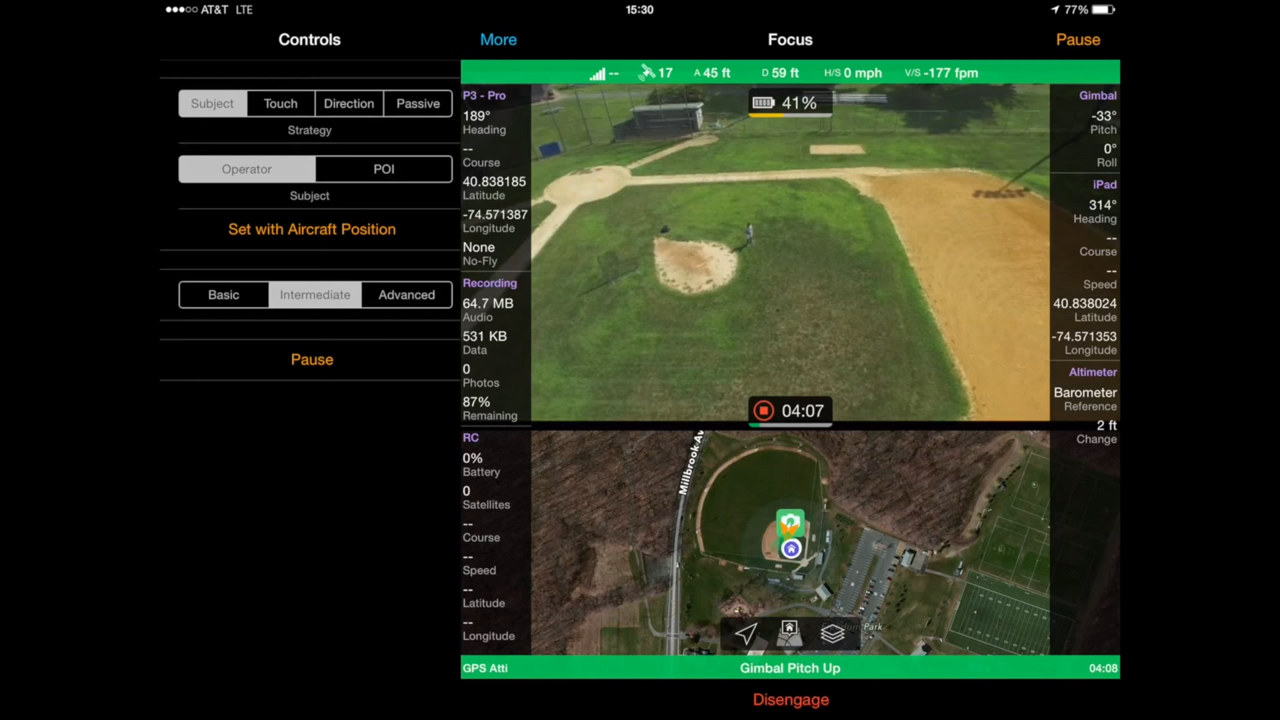 AT&T LTE
15:30
77%
Controls
More
Focus
Pause
-- 17 A 45 ft D 59 ft H/S 0 mph V/S -177 fpm
Subject Touch Direction Passive
Strategy
Operator POI
Subject
Set with Aircraft Position
Basic Intermediate Advanced
Pause
P3 - Pro
189°
Heading
--
Course
40.838185
Latitude
-74.571387
Longitude
None
No-Fly
Recording
64.7 MB
Audio
531 KB
Data
0
Photos
87%
Remaining
RC
0%
Battery
0
Satellites
--
Course
--
Speed
--
Latitude
--
Longitude
41%
04:07
Millbrook Av
Park
Gimbal
-33°
Pitch
0°
Roll
iPad
314°
Heading
--
Course
--
Speed
40.838024
Latitude
-74.571353
Longitude
Altimeter
Barometer
Reference
2 ft
Change
GPS Atti
Gimbal Pitch Up
04:08
Disengage